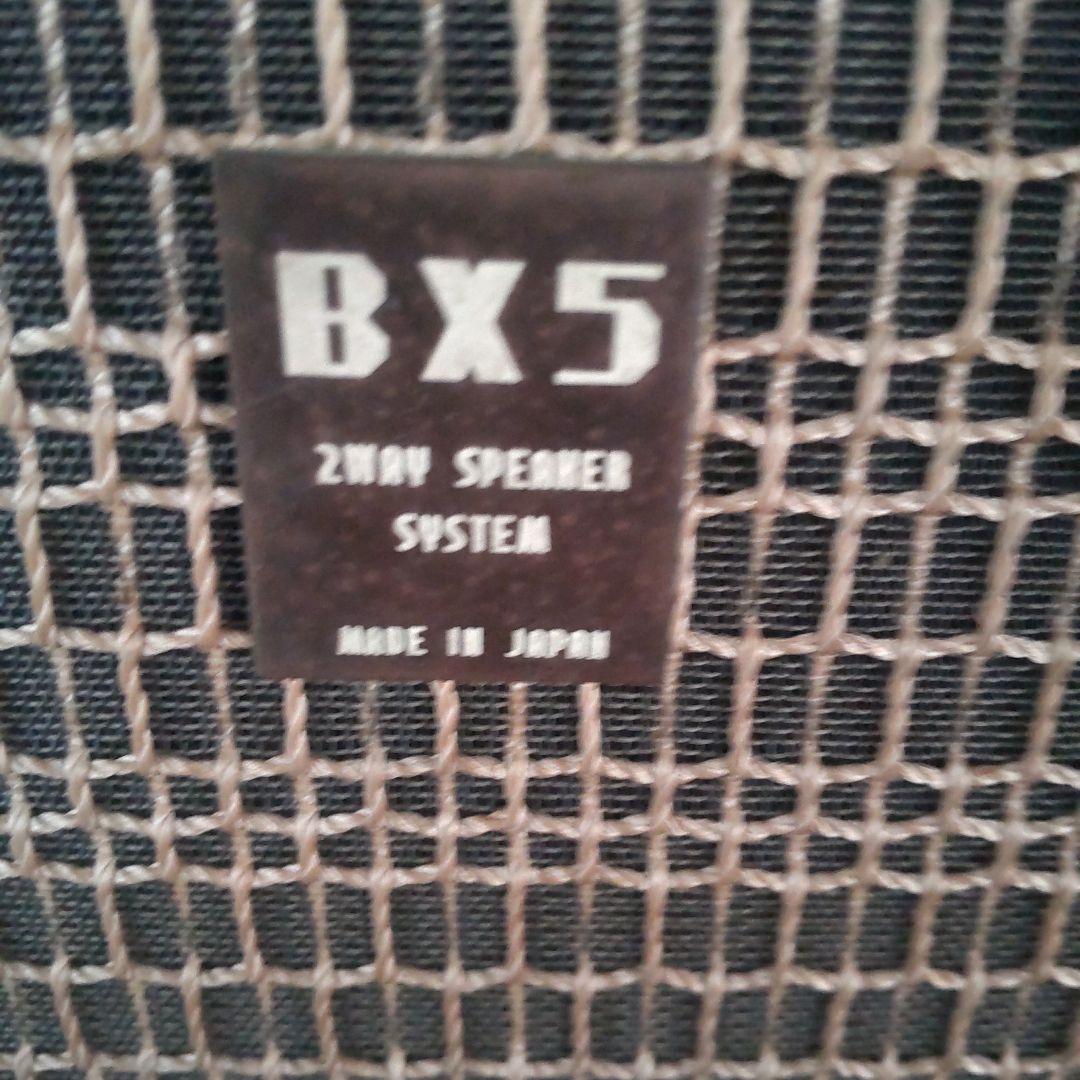 BX5
2WAY SPEAKER
SYSTEM
MADE IN JAPAN